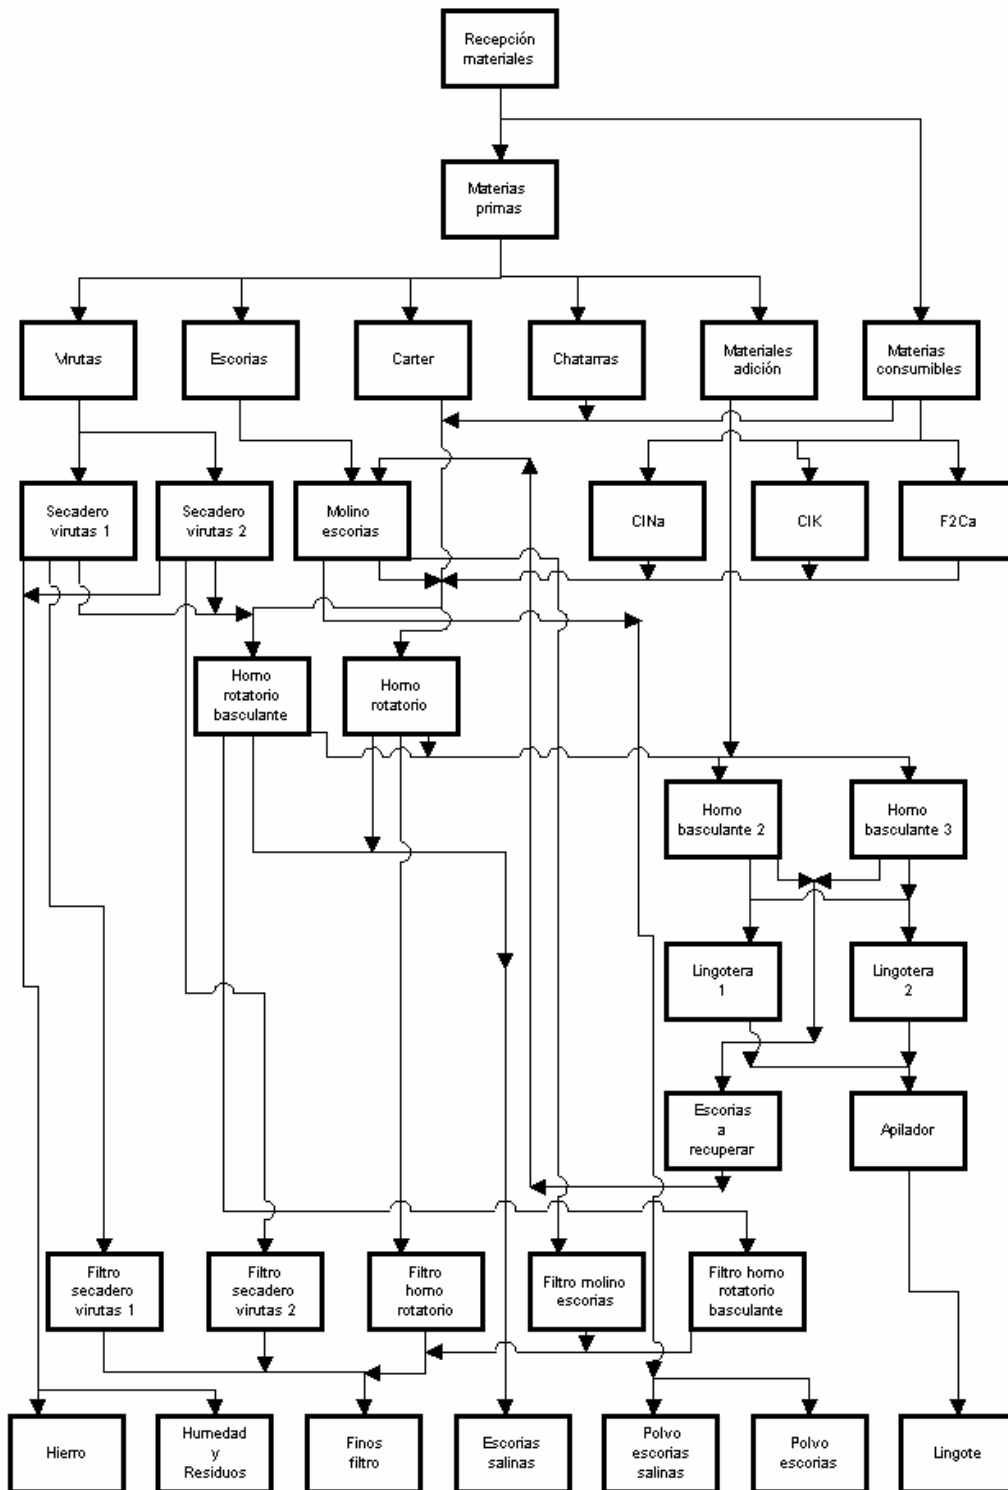 Recepción
materiales
Materias
primas
Virutas
Escorias
Carter
Chatarras
Materiales
adición
Materias
consumibles
Secadero
virutas 1
Secadero
virutas 2
Molino
escorias
ClNa
ClK
F2Ca
Horno
rotatorio
basculante
Horno
rotatorio
Horno
basculante 2
Horno
basculante 3
Lingotera
1
Lingotera
2
Escorias
a
recuperar
Apilador
Filtro
secadero
virutas 1
Filtro
secadero
virutas 2
Filtro
horno
rotatorio
Filtro molino
escorias
Filtro horno
rotatorio
basculante
Hierro
Humedad
y
Residuos
Finos
filtro
Escorias
salinas
Polvo
escorias
salinas
Polvo
escorias
Lingote